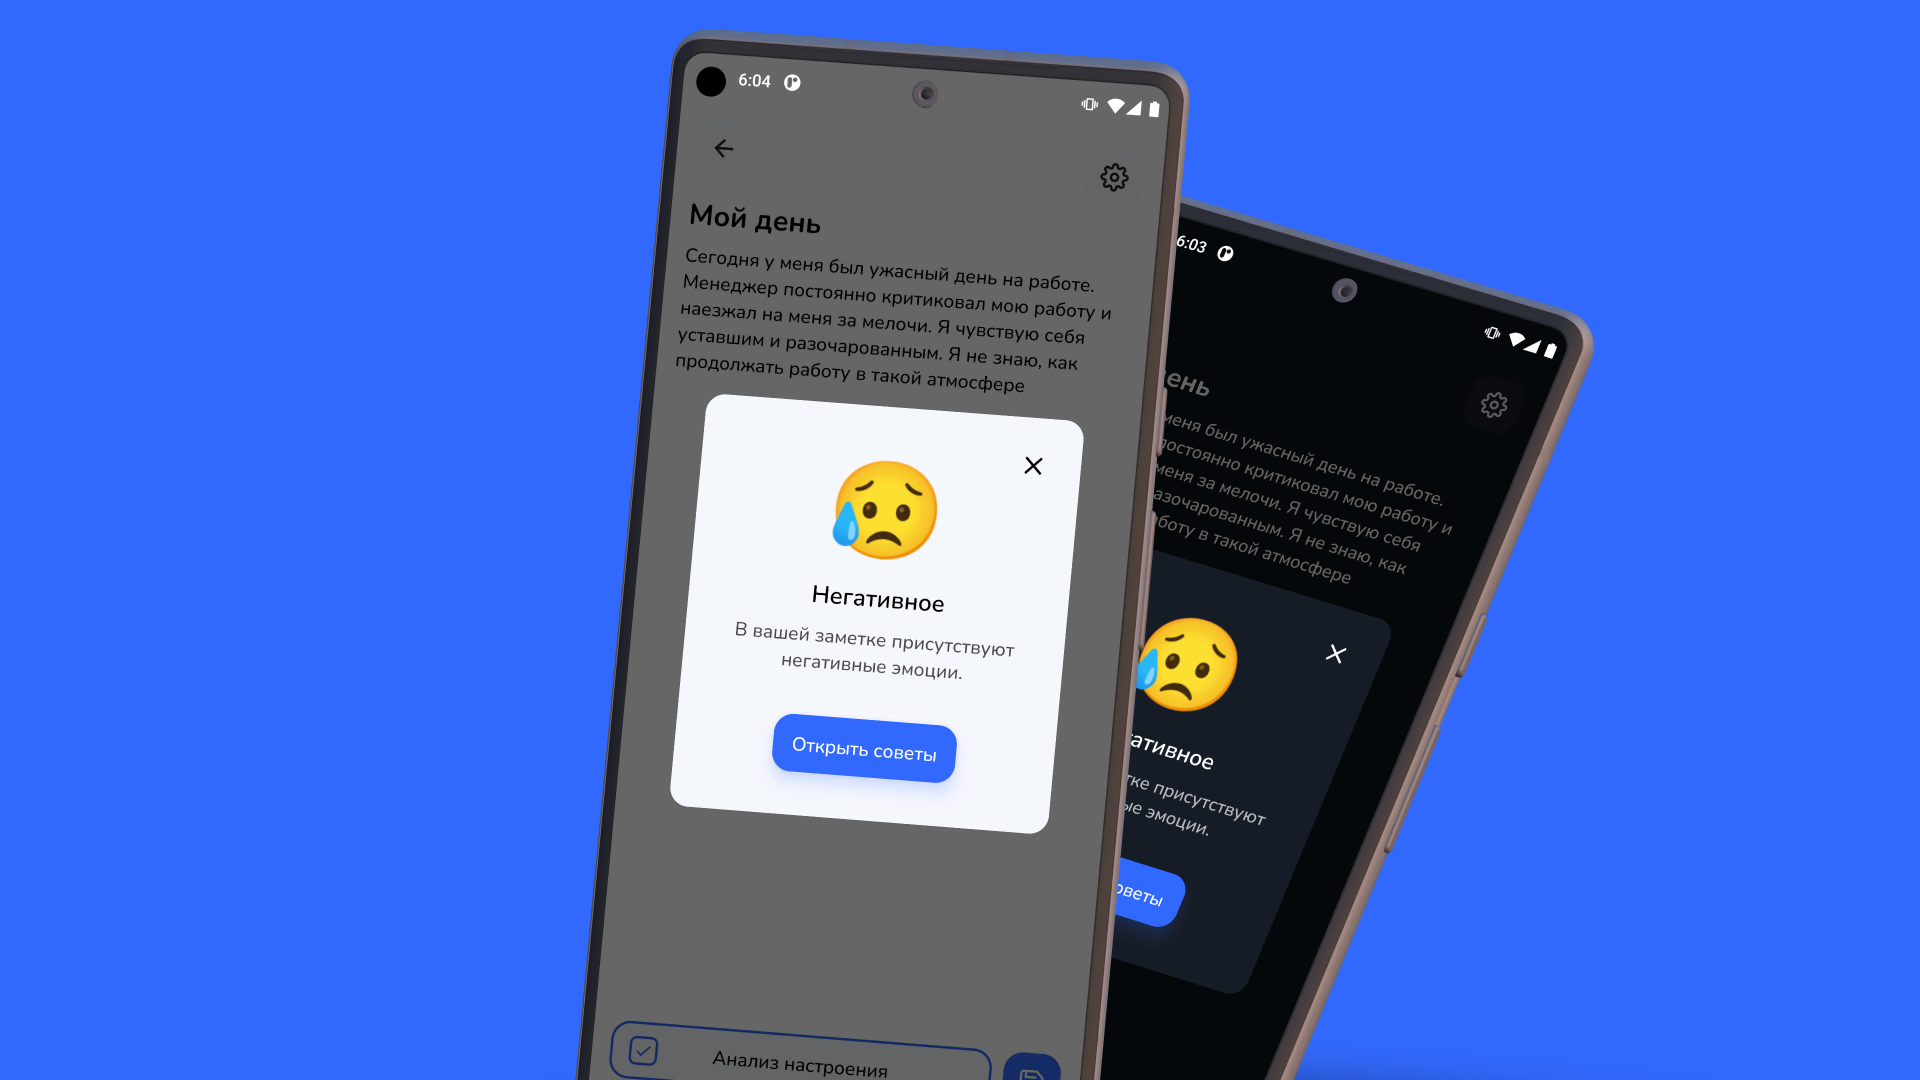 6:04
Мой день
Сегодня у меня был ужасный день на работе.
Менеджер постоянно критиковал мою работу и
наезжал на меня за мелочи. Я чувствую себя
уставшим и разочарованным. Я не знаю, как
продолжать работу в такой атмосфере
Негативное
В вашей заметке присутствуют
негативные эмоции.
Открыть советы
Анализ настроения
6:03
ень
меня был ужасный день на работе.
постоянно критиковал мою работу и
меня за мелочи. Я чувствую себя
азочарованным. Я не знаю, как
боту в такой атмосфере
ативное
тке присутствуют
ые эмоции.
оветы